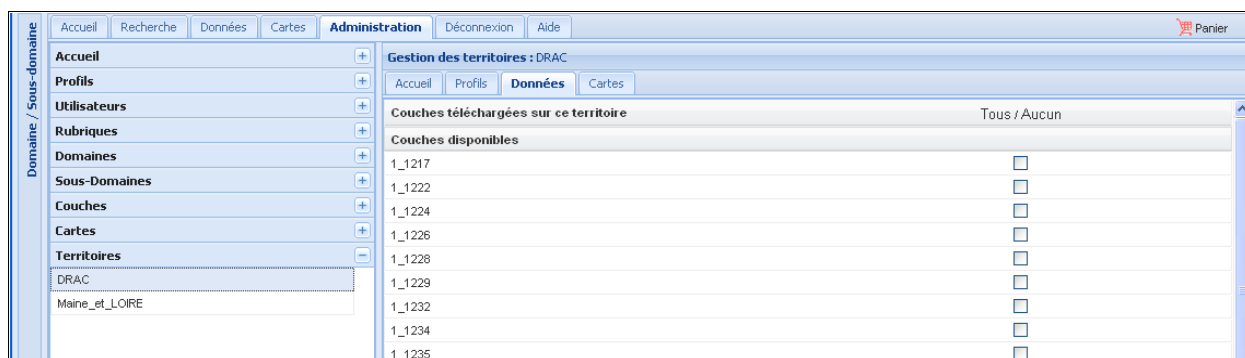 Domaine / Sous-domaine
Accueil Recherche Données Cartes Administration Déconnexion Aide Panier
Accueil
Profils
Utilisateurs
Rubriques
Domaines
Sous-Domaines
Couches
Cartes
Territoires
DRAC
Maine_et_LOIRE
Gestion des territoires : DRAC
Accueil Profils Données Cartes
Couches téléchargées sur ce territoire Tous / Aucun
Couches disponibles
1_1217
1_1222
1_1224
1_1226
1_1228
1_1229
1_1232
1_1234
1_1235